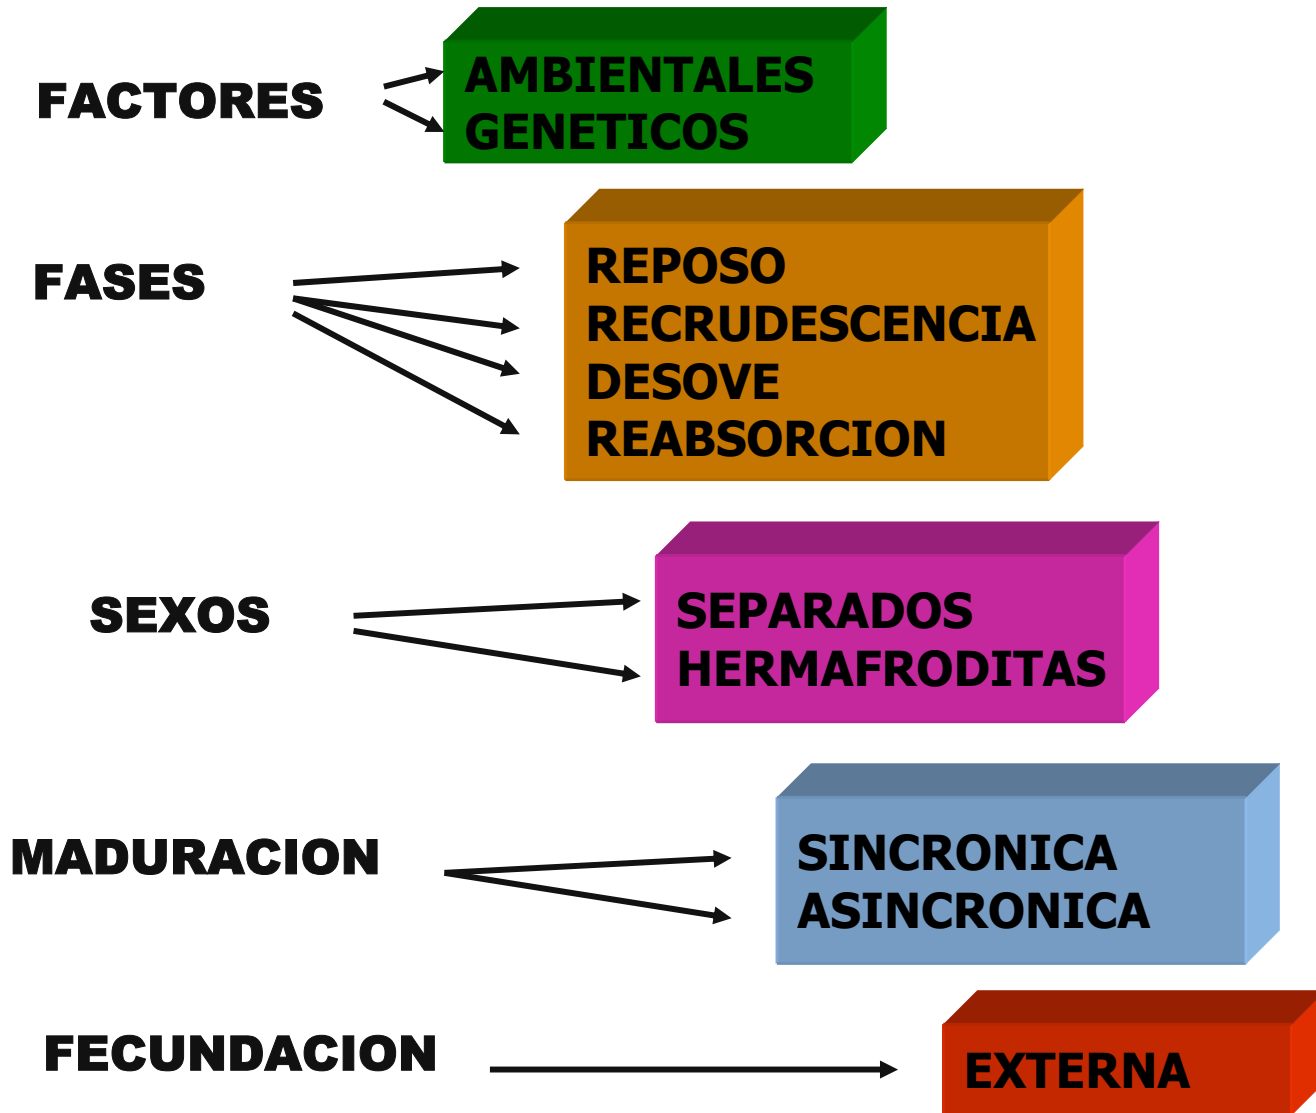 FACTORES
AMBIENTALES
GENETICOS
FASES
REPOSO
RECRUDESCENCIA
DESOVE
REABSORCION
SEXOS
SEPARADOS
HERMAFRODITAS
MADURACION
SINCRONICA
ASINCRONICA
FECUNDACION
EXTERNA